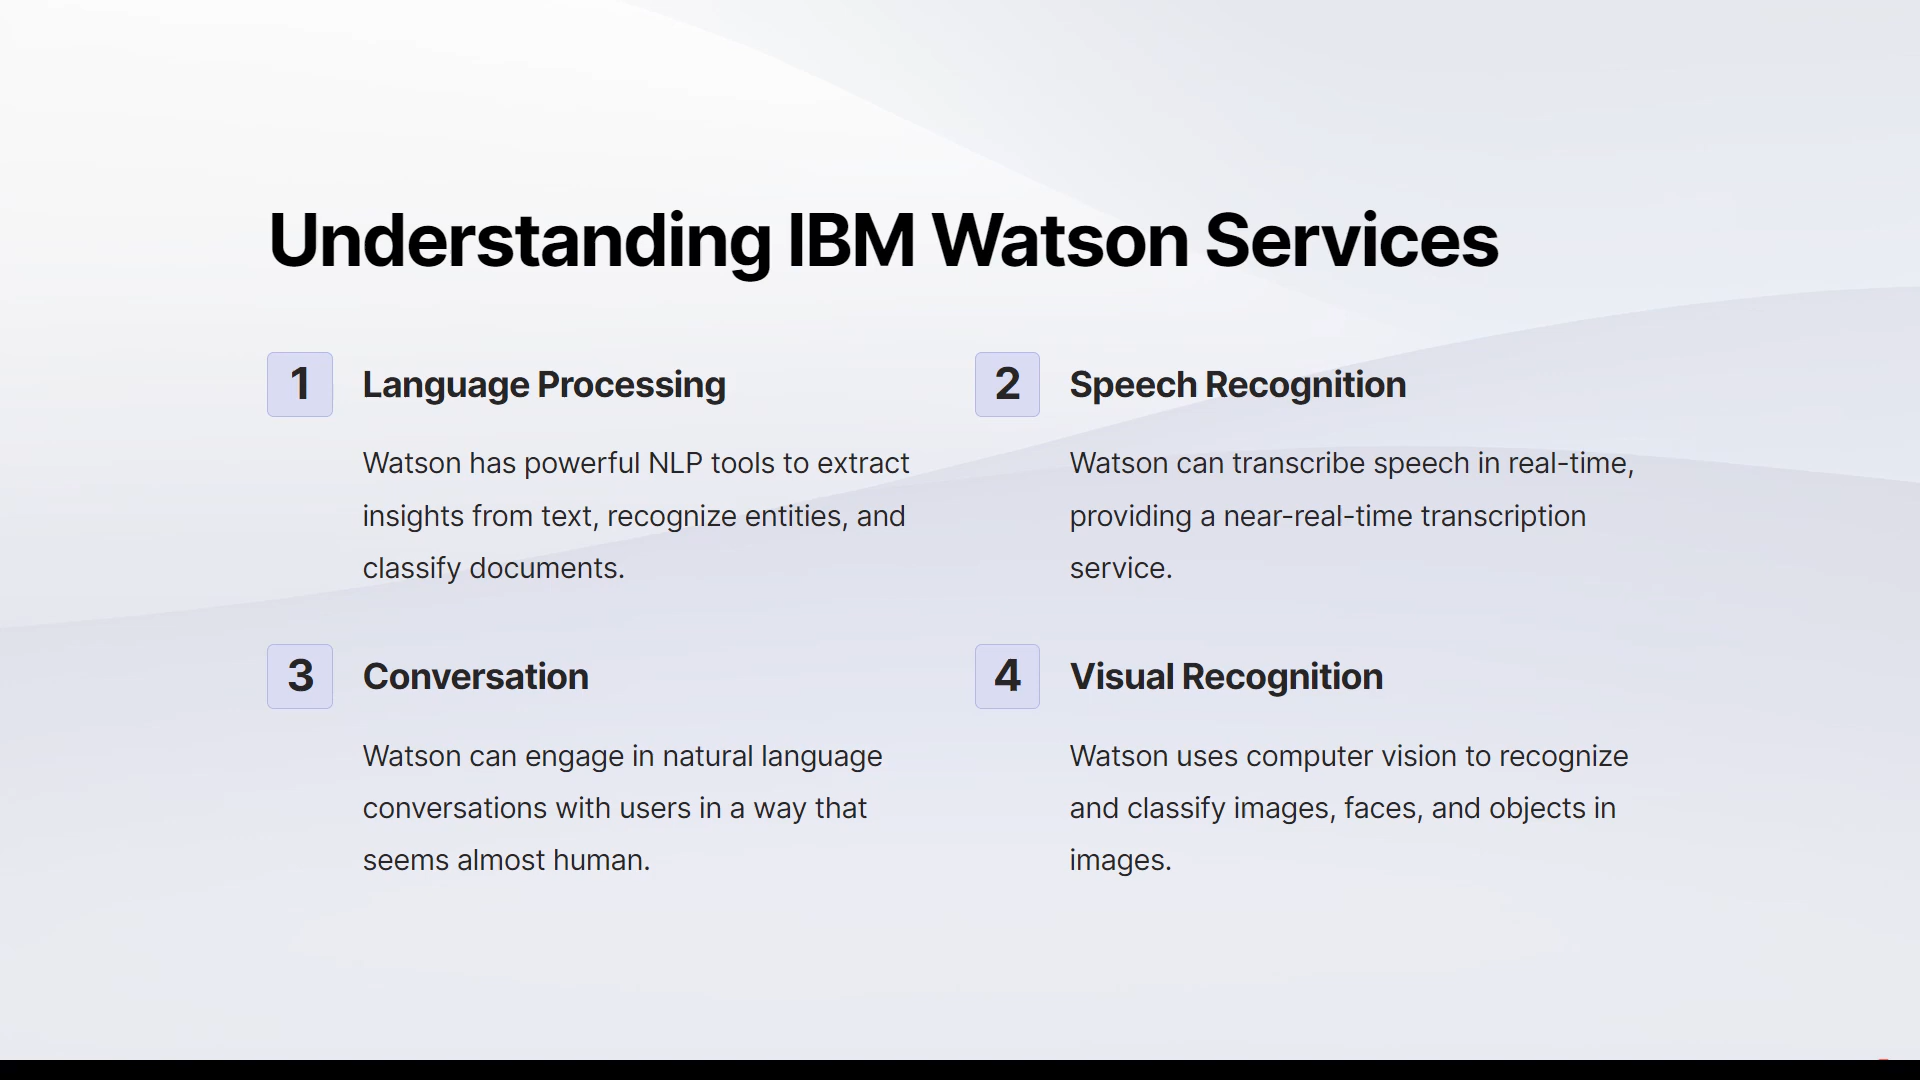 Understanding IBM Watson Services
1 Language Processing
Watson has powerful NLP tools to extract
insights from text, recognize entities, and
classify documents.
2 Speech Recognition
Watson can transcribe speech in real-time,
providing a near-real-time transcription
service.
3 Conversation
Watson can engage in natural language
conversations with users in a way that
seems almost human.
4 Visual Recognition
Watson uses computer vision to recognize
and classify images, faces, and objects in
images.